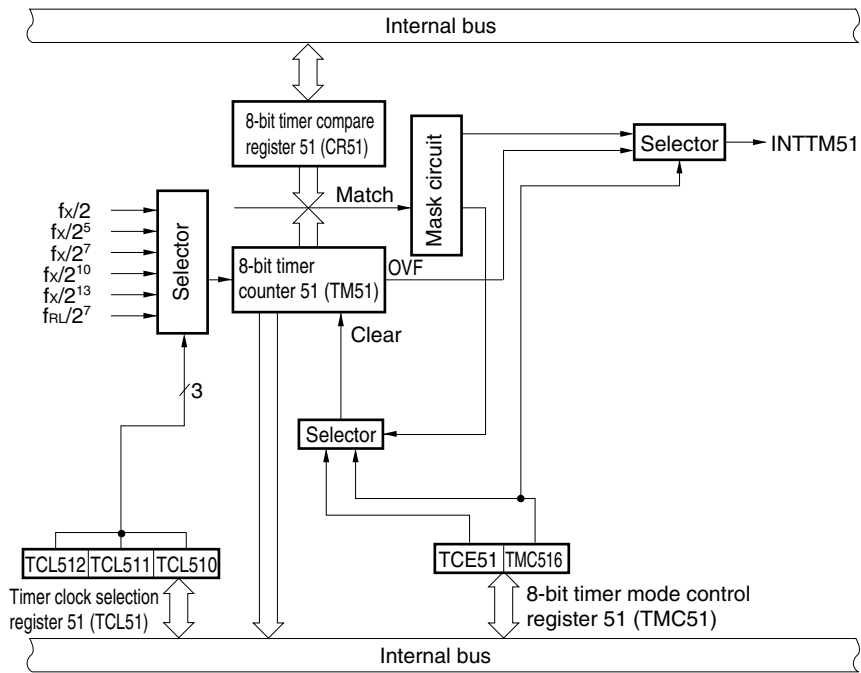 Internal bus
8-bit timer compare
register 51 (CR51)
Mask circuit
Selector
INTTM51
Match
fX/2
fX/2⁵
fX/2⁷
fX/2¹⁰
fX/2¹³
fRL/2⁷
Selector
8-bit timer
counter 51 (TM51)
OVF
Clear
3
Selector
TCL512 TCL511 TCL510
Timer clock selection
register 51 (TCL51)
TCE51 TMC516
8-bit timer mode control
register 51 (TMC51)
Internal bus